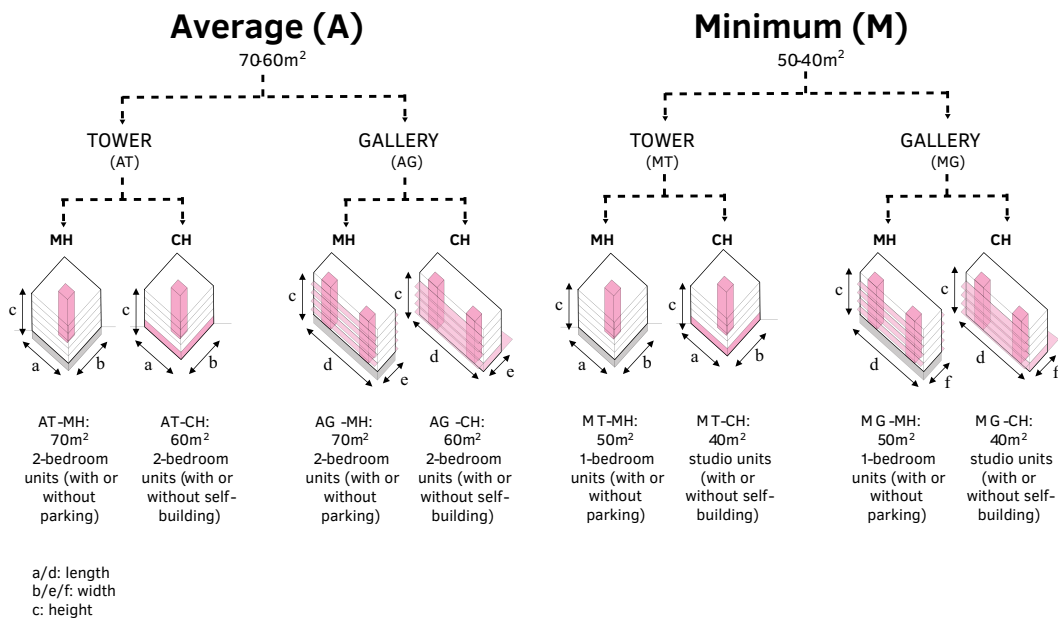 Average (A)
70-60m²
TOWER
(AT)
MH
CH
c
a
b
c
a
b
GALLERY
(AG)
MH
CH
c
d
e
c
d
e
AT-MH:
70m²
2-bedroom
units (with or
without
parking)
AT-CH:
60m²
2-bedroom
units (with or
without self-
building)
AG -MH:
70m²
2-bedroom
units (with or
without
parking)
AG -CH:
60m²
2-bedroom
units (with or
without self-
building)
Minimum (M)
50-40m²
TOWER
(MT)
MH
CH
c
a
b
c
a
b
GALLERY
(MG)
MH
CH
c
d
f
c
d
f
MT-MH:
50m²
1-bedroom
units (with or
without
parking)
MT-CH:
40m²
studio units
(with or
without self-
building)
MG-MH:
50m²
1-bedroom
units (with or
without
parking)
MG-CH:
40m²
studio units
(with or
without self-
building)
a/d: length
b/e/f: width
c: height